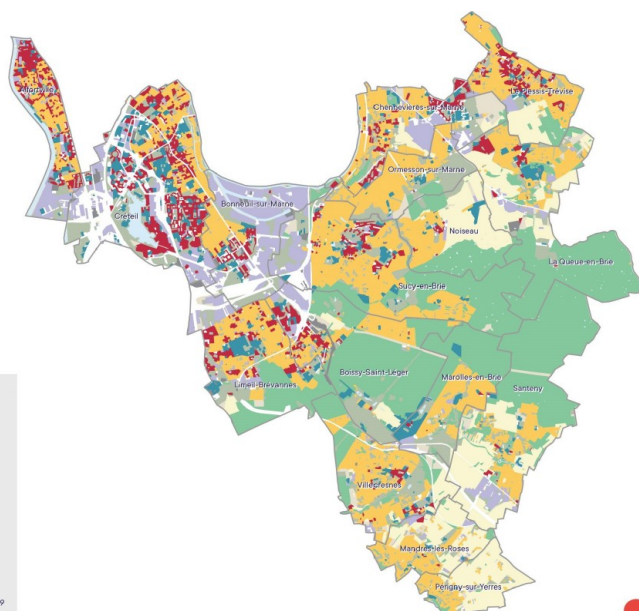 Alfortville
Chennevières-sur-Marne
Le Plessis-Trévise
Ormesson-sur-Marne
Créteil
Bonneuil-sur-Marne
Noiseau
La Queue-en-Brie
Sucy-en-Brie
Boissy-Saint-Léger
Marolles-en-Brie
Limeil-Brévannes
Santeny
Villecresnes
Mandres-les-Roses
Périgny-sur-Yerres
9